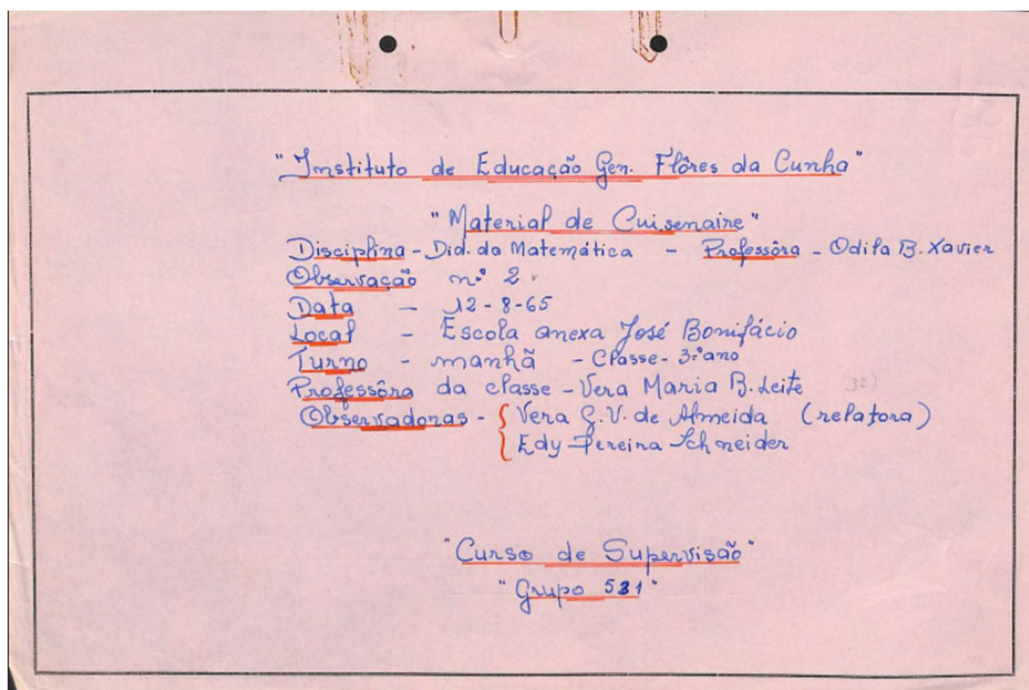 "Instituto de Educação Gen. Flôres da Cunha"
"Material de Cuisenaire"
Disciplina - Did. da Matemática - Professôra - Odila B. Xavier
Observação nº 2
Data - 12-8-65
Local - Escola anexa José Bonifácio
Turno - manhã - Classe - 3º ano
Professôra da classe - Vera Maria B. Leite
Observadoras - { Vera G. V. de Almeida (relatora)
Edy Pereira Schneider
"Curso de Supervisão"
"Grupo 531"